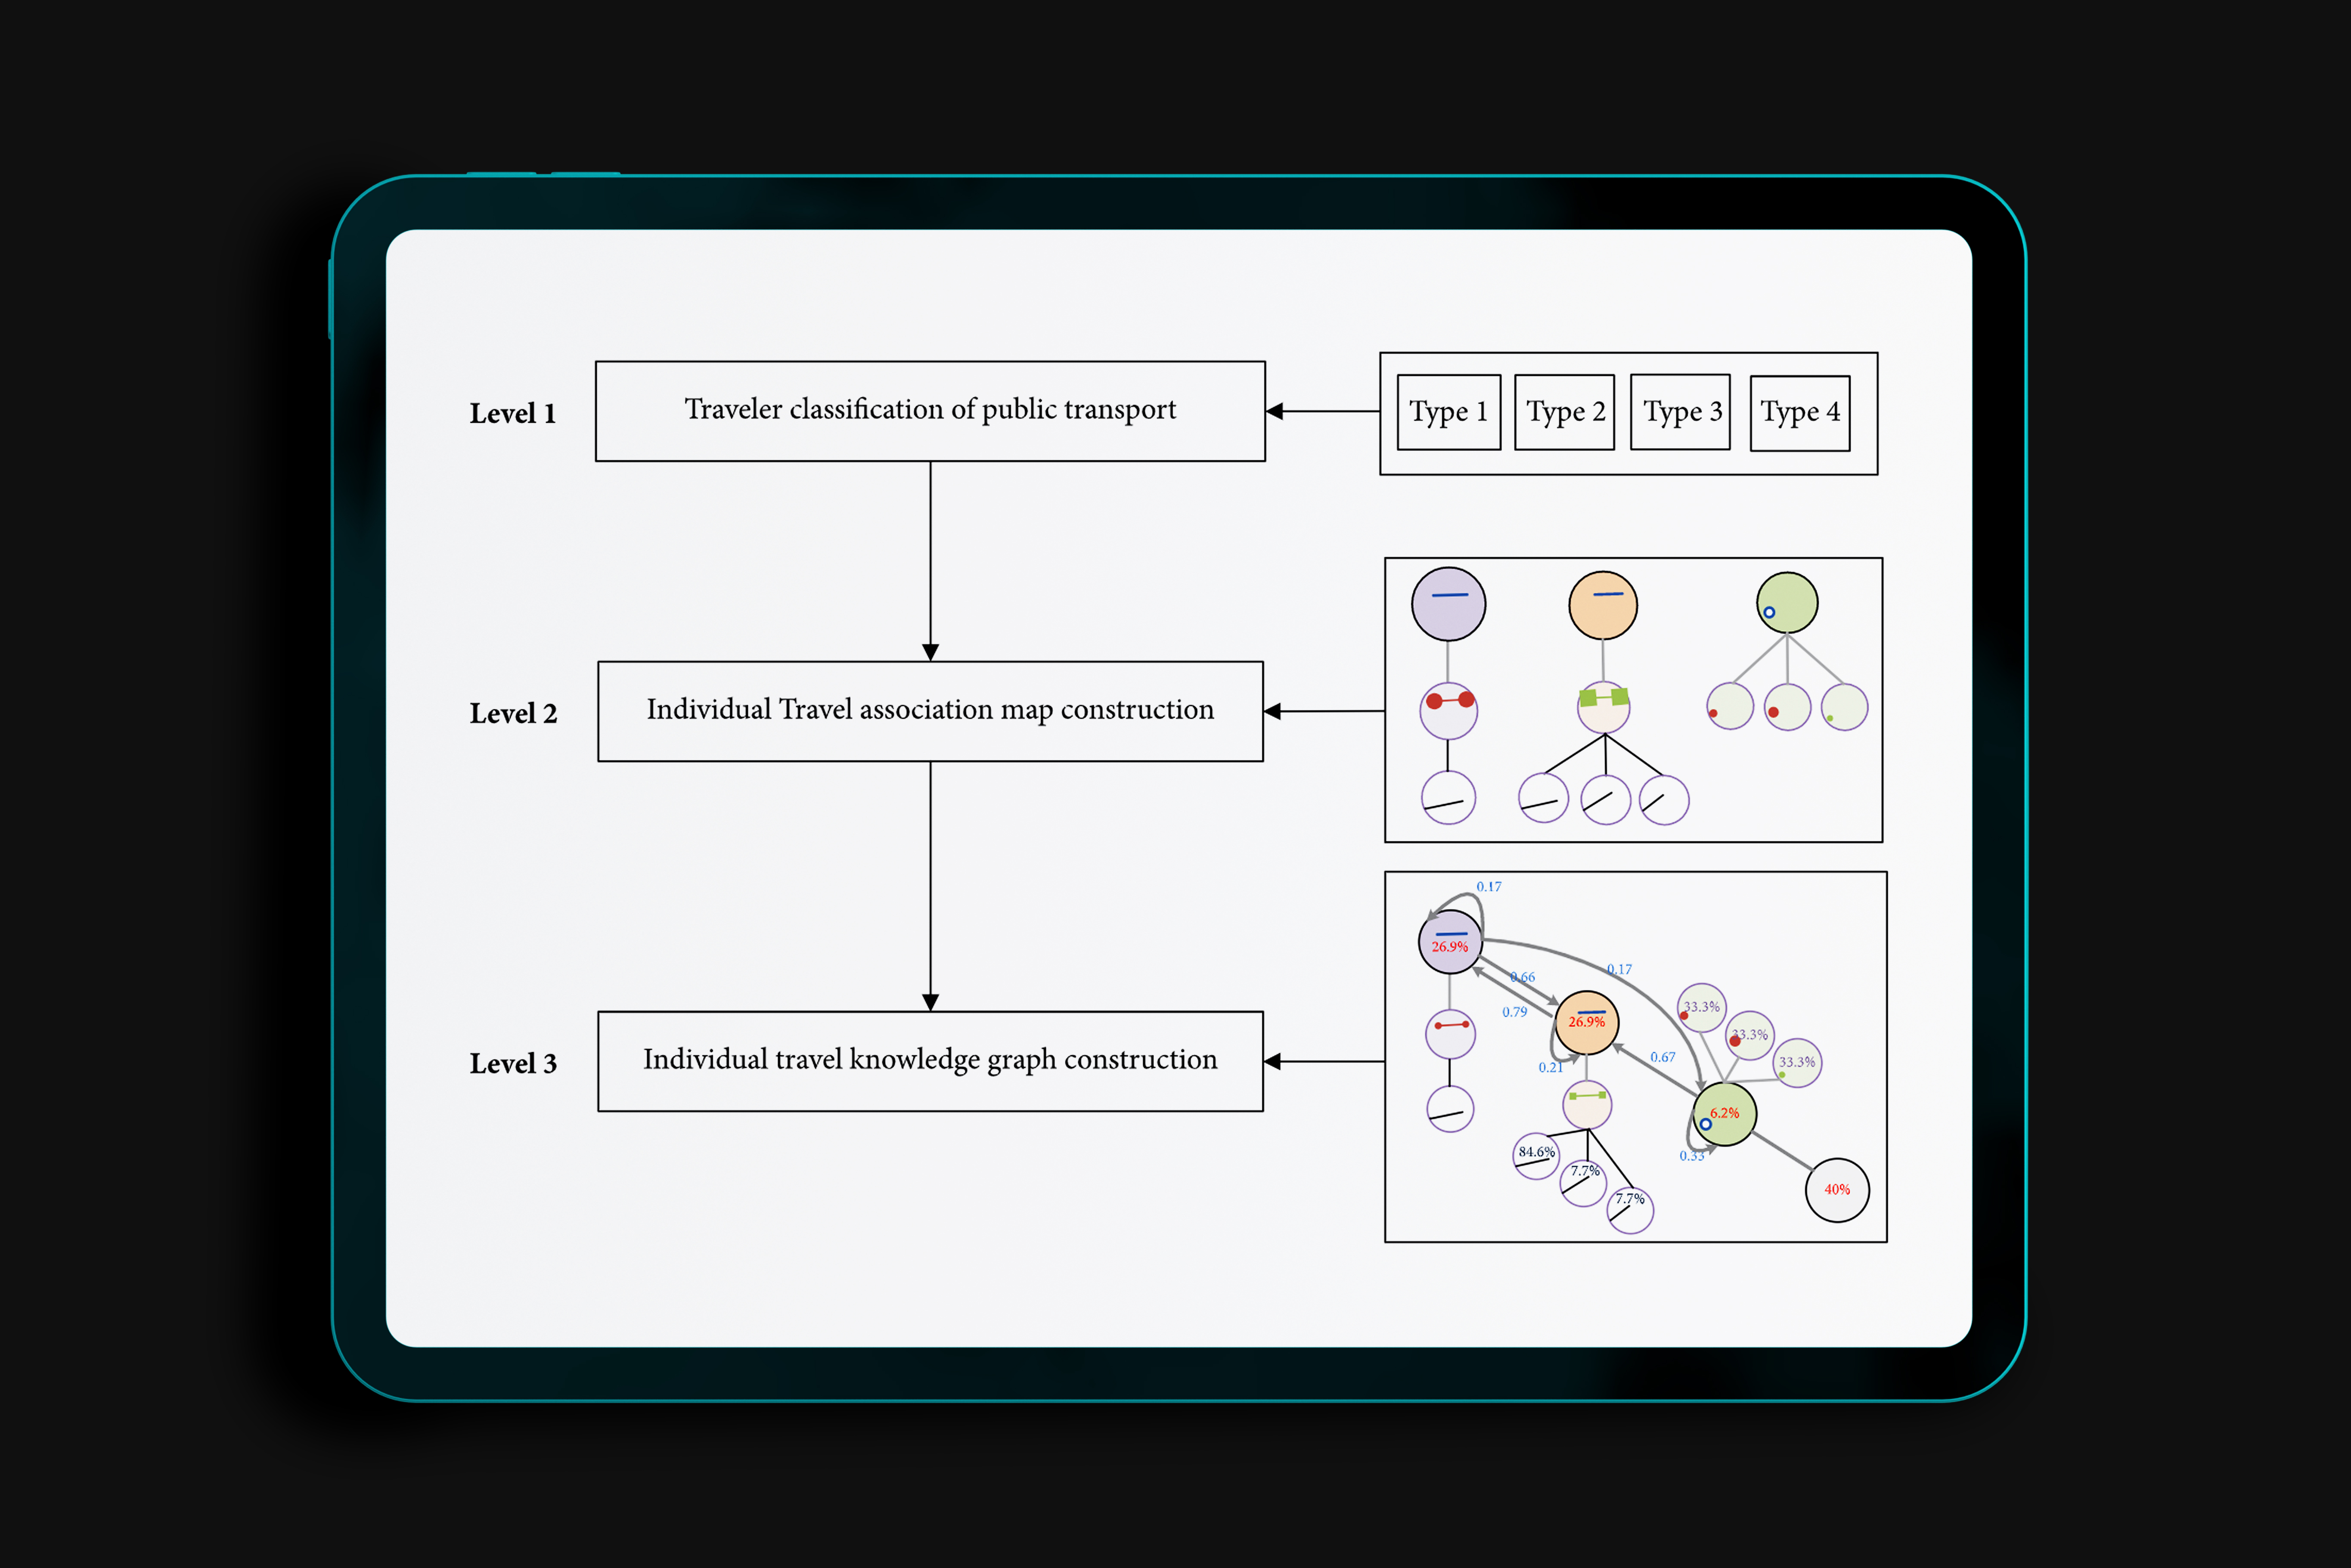 Level 1
Traveler classification of public transport
Type 1
Type 2
Type 3
Type 4
Level 2
Individual Travel association map construction
Level 3
Individual travel knowledge graph construction
0.17
26.9%
0.66
0.17
0.79
26.9%
33.3%
33.3%
33.3%
0.21
0.67
6.2%
84.6%
7.7%
7.7%
0.33
40%